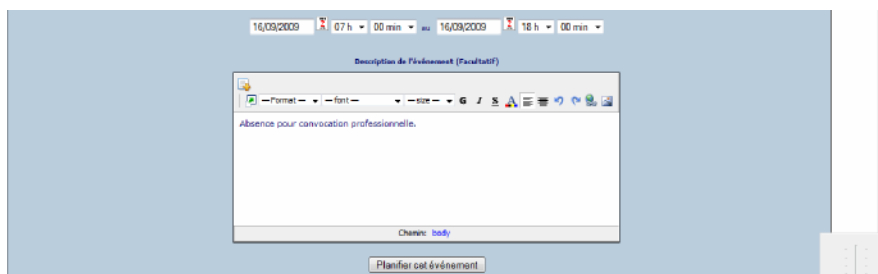 16/09/2009 07 h 00 min au 16/09/2009 18 h 00 min
Description de l'événement (Facultatif)
—Format— —font— —size— G I S A
Absence pour convocation professionnelle.
Chemin: body
Planifier cet événement